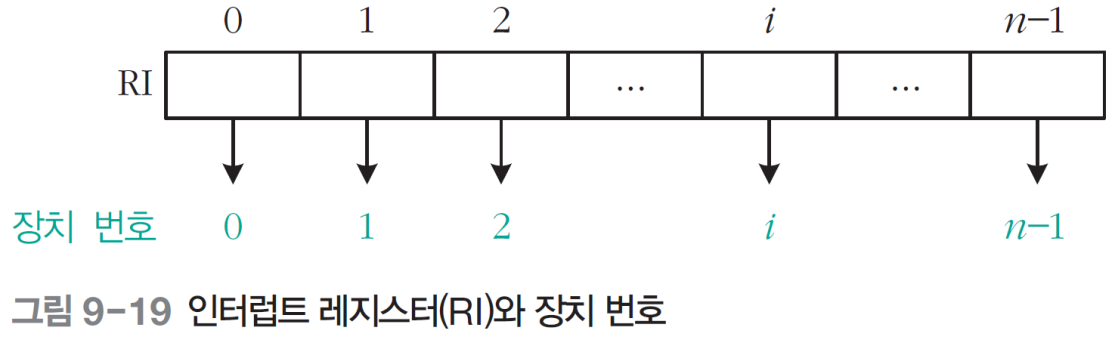 0 1 2 i n-1
RI ... ...
장치 번호 0 1 2 i n-1
그림 9-19 인터럽트 레지스터(RI)와 장치 번호